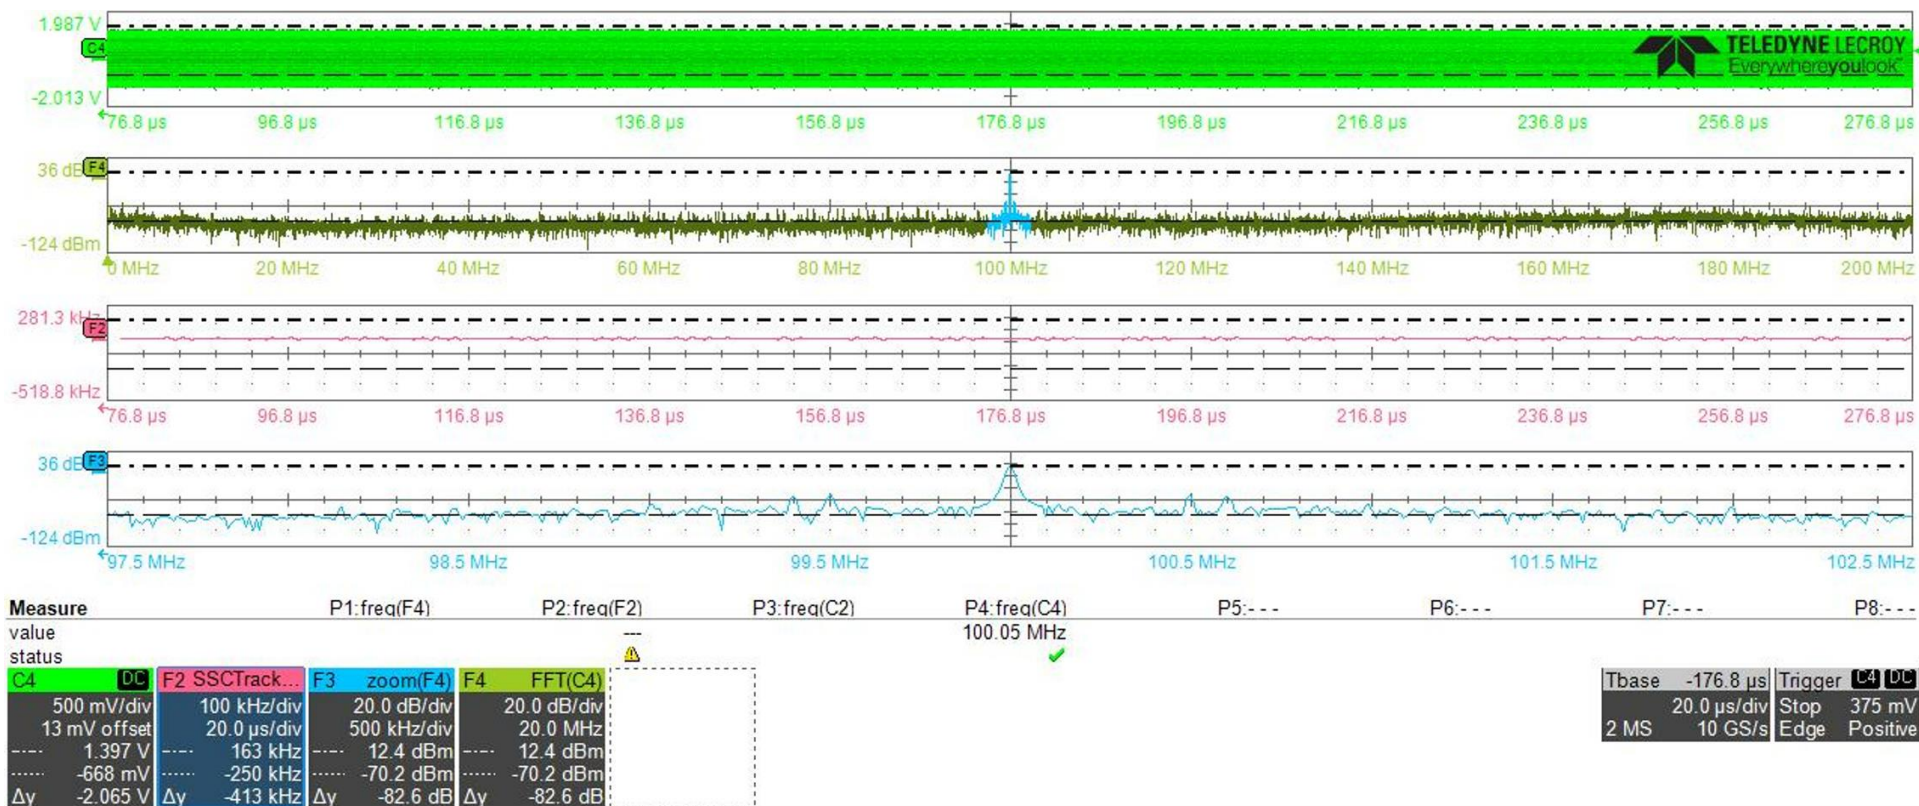 1.987 V
C4
TELEDYNE LECROY
Everywhereyoulook™
-2.013 V
76.8 µs 96.8 µs 116.8 µs 136.8 µs 156.8 µs 176.8 µs 196.8 µs 216.8 µs 236.8 µs 256.8 µs 276.8 µs
36 dB F4
-124 dBm
0 MHz 20 MHz 40 MHz 60 MHz 80 MHz 100 MHz 120 MHz 140 MHz 160 MHz 180 MHz 200 MHz
281.3 kHz F2
-518.8 kHz
76.8 µs 96.8 µs 116.8 µs 136.8 µs 156.8 µs 176.8 µs 196.8 µs 216.8 µs 236.8 µs 256.8 µs 276.8 µs
36 dB F3
-124 dBm
97.5 MHz 98.5 MHz 99.5 MHz 100.5 MHz 101.5 MHz 102.5 MHz
Measure P1:freq(F4) P2:freq(F2) P3:freq(C2) P4:freq(C4) P5:- - - P6:- - - P7:- - - P8:- - -
value --- 100.05 MHz
status
C4 DC
500 mV/div
13 mV offset
1.397 V
-668 mV
Δy -2.065 V
F2 SSCTrack...
100 kHz/div
20.0 µs/div
163 kHz
-250 kHz
Δy -413 kHz
F3 zoom(F4)
20.0 dB/div
500 kHz/div
12.4 dBm
-70.2 dBm
Δy -82.6 dB
F4 FFT(C4)
20.0 dB/div
20.0 MHz
12.4 dBm
-70.2 dBm
Δy -82.6 dB
Tbase -176.8 µs
20.0 µs/div
2 MS 10 GS/s
Trigger C4 DC
Stop 375 mV
Edge Positive